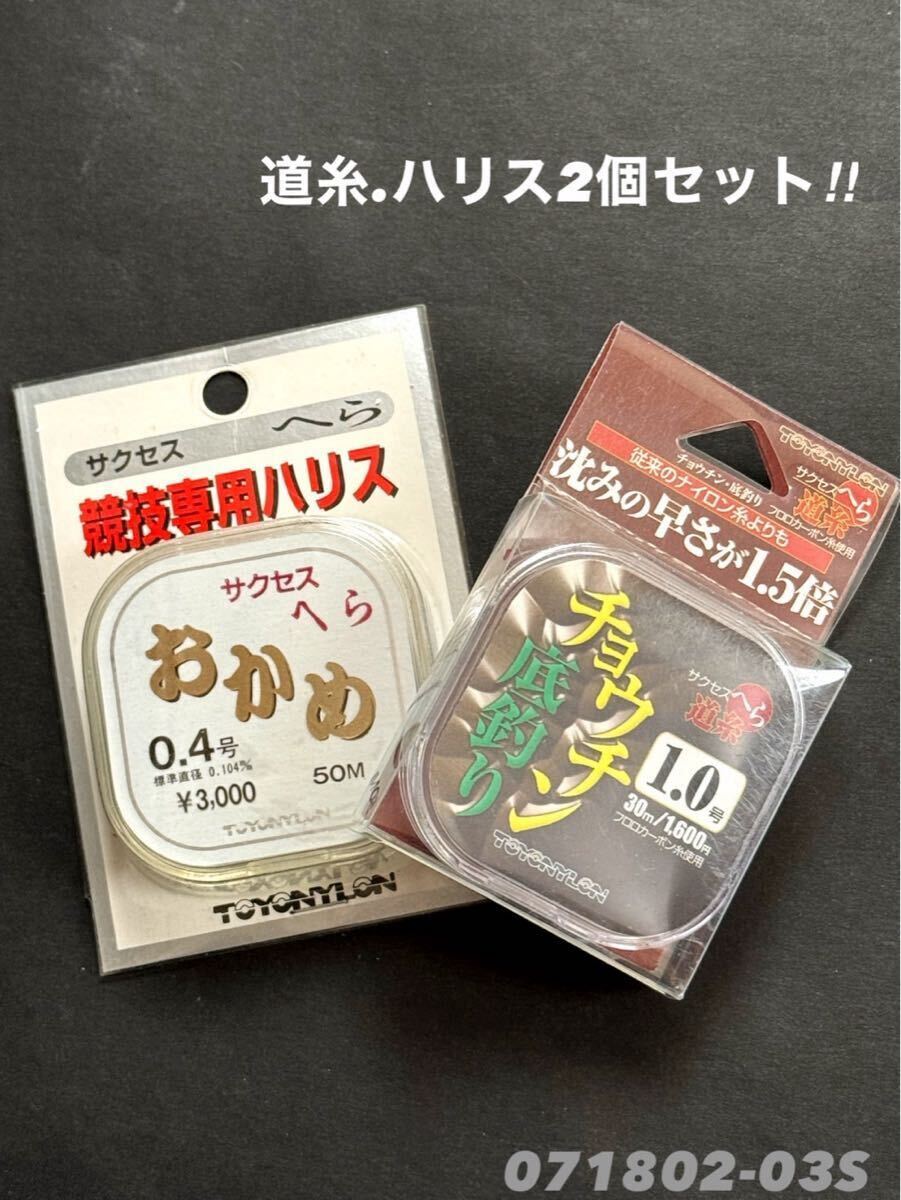 道糸.ハリス2個セット!!
サクセス へら
競技専用ハリス
サクセス
へら
おかめ
0.4号
標準直径 0.104%
¥3,000
50M
TOYONYLON
TOYONYLON
TOYONYLON
サクセス へら
道糸
フロロカーボン糸使用
チョウチン・底釣り
従来のナイロン糸よりも
沈みの早さが1.5倍
チョウチン
底釣り
サクセス へら
道糸
1.0号
30m/1,600円
フロロカーボン糸使用
TOYONYLON
071802-03S